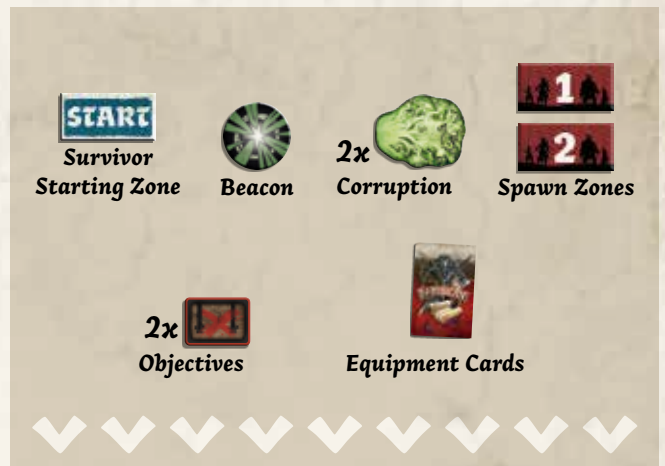 START
Survivor
Starting Zone
Beacon
2x
Corruption
1
2
Spawn Zones
2x
Objectives
Equipment Cards